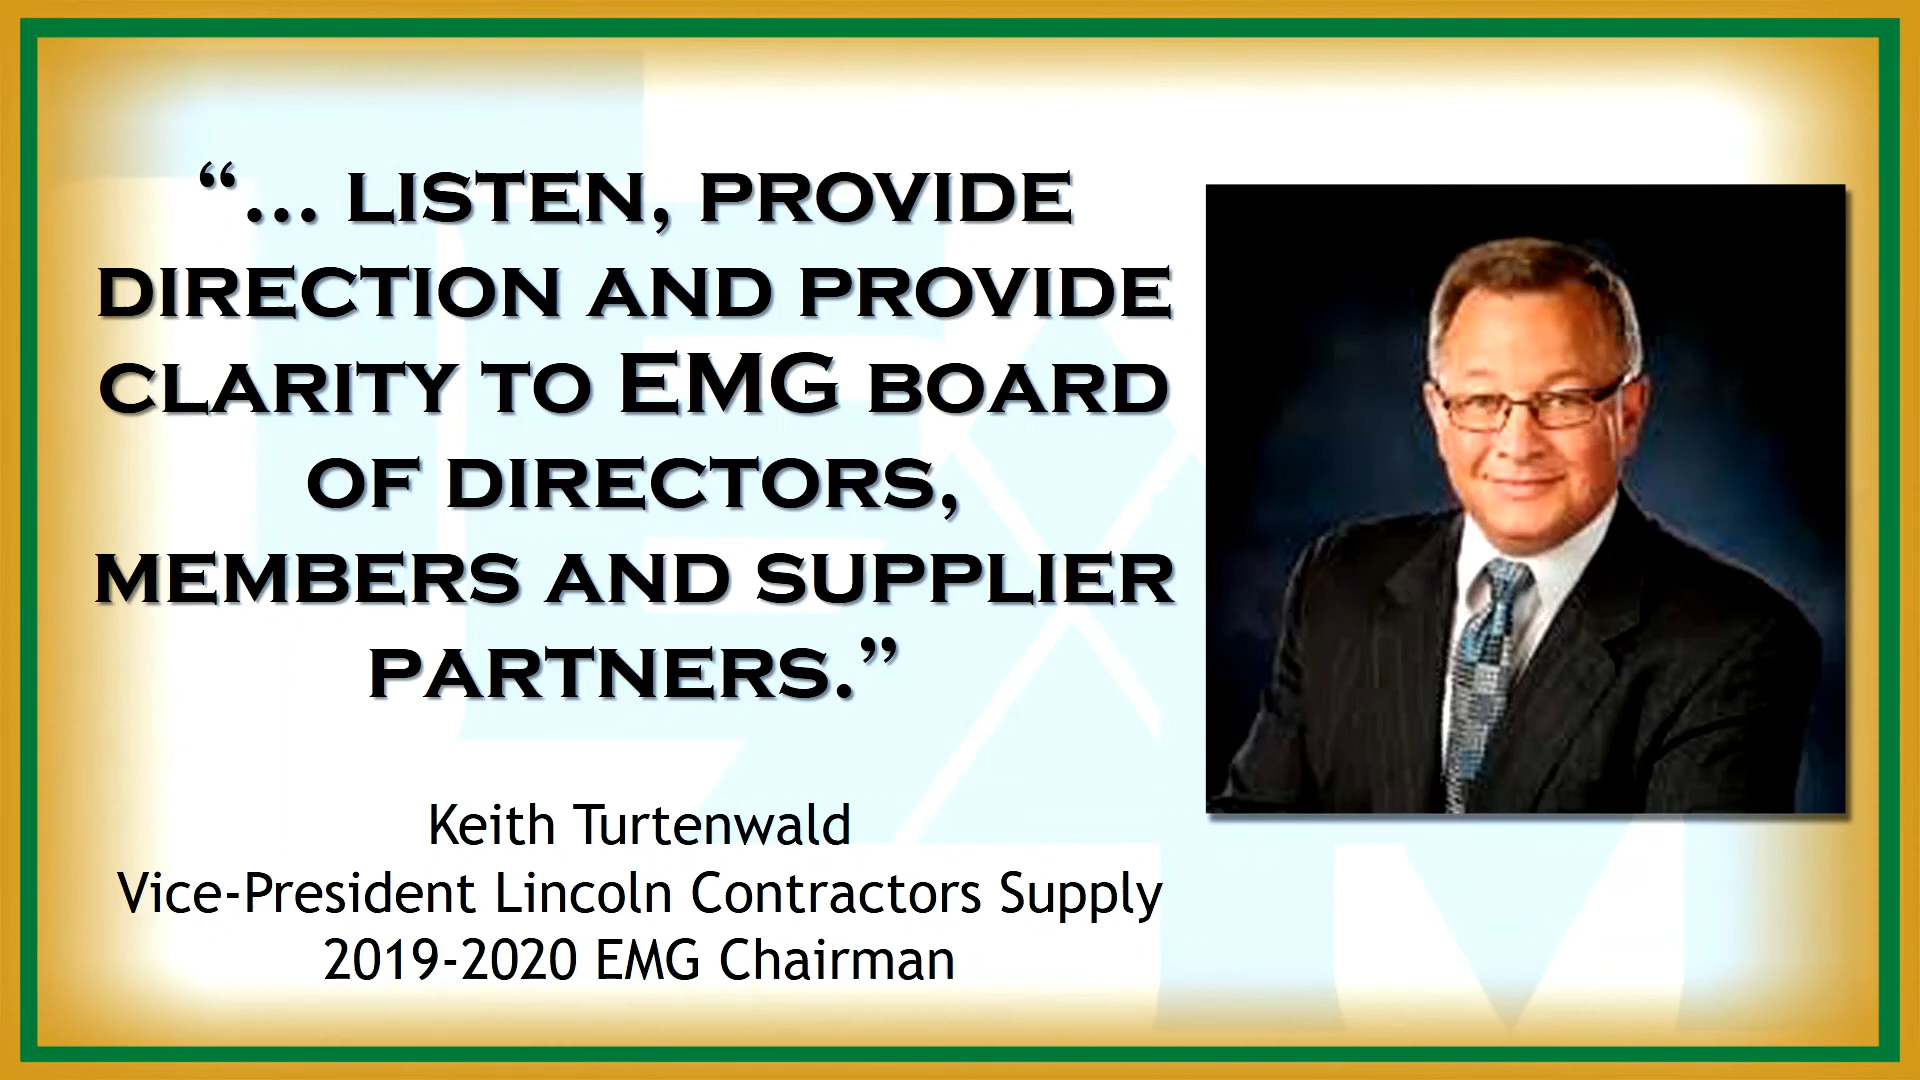 “... LISTEN, PROVIDE
DIRECTION AND PROVIDE
CLARITY TO EMG BOARD
OF DIRECTORS,
MEMBERS AND SUPPLIER
PARTNERS.”
Keith Turtenwald
Vice-President Lincoln Contractors Supply
2019-2020 EMG Chairman